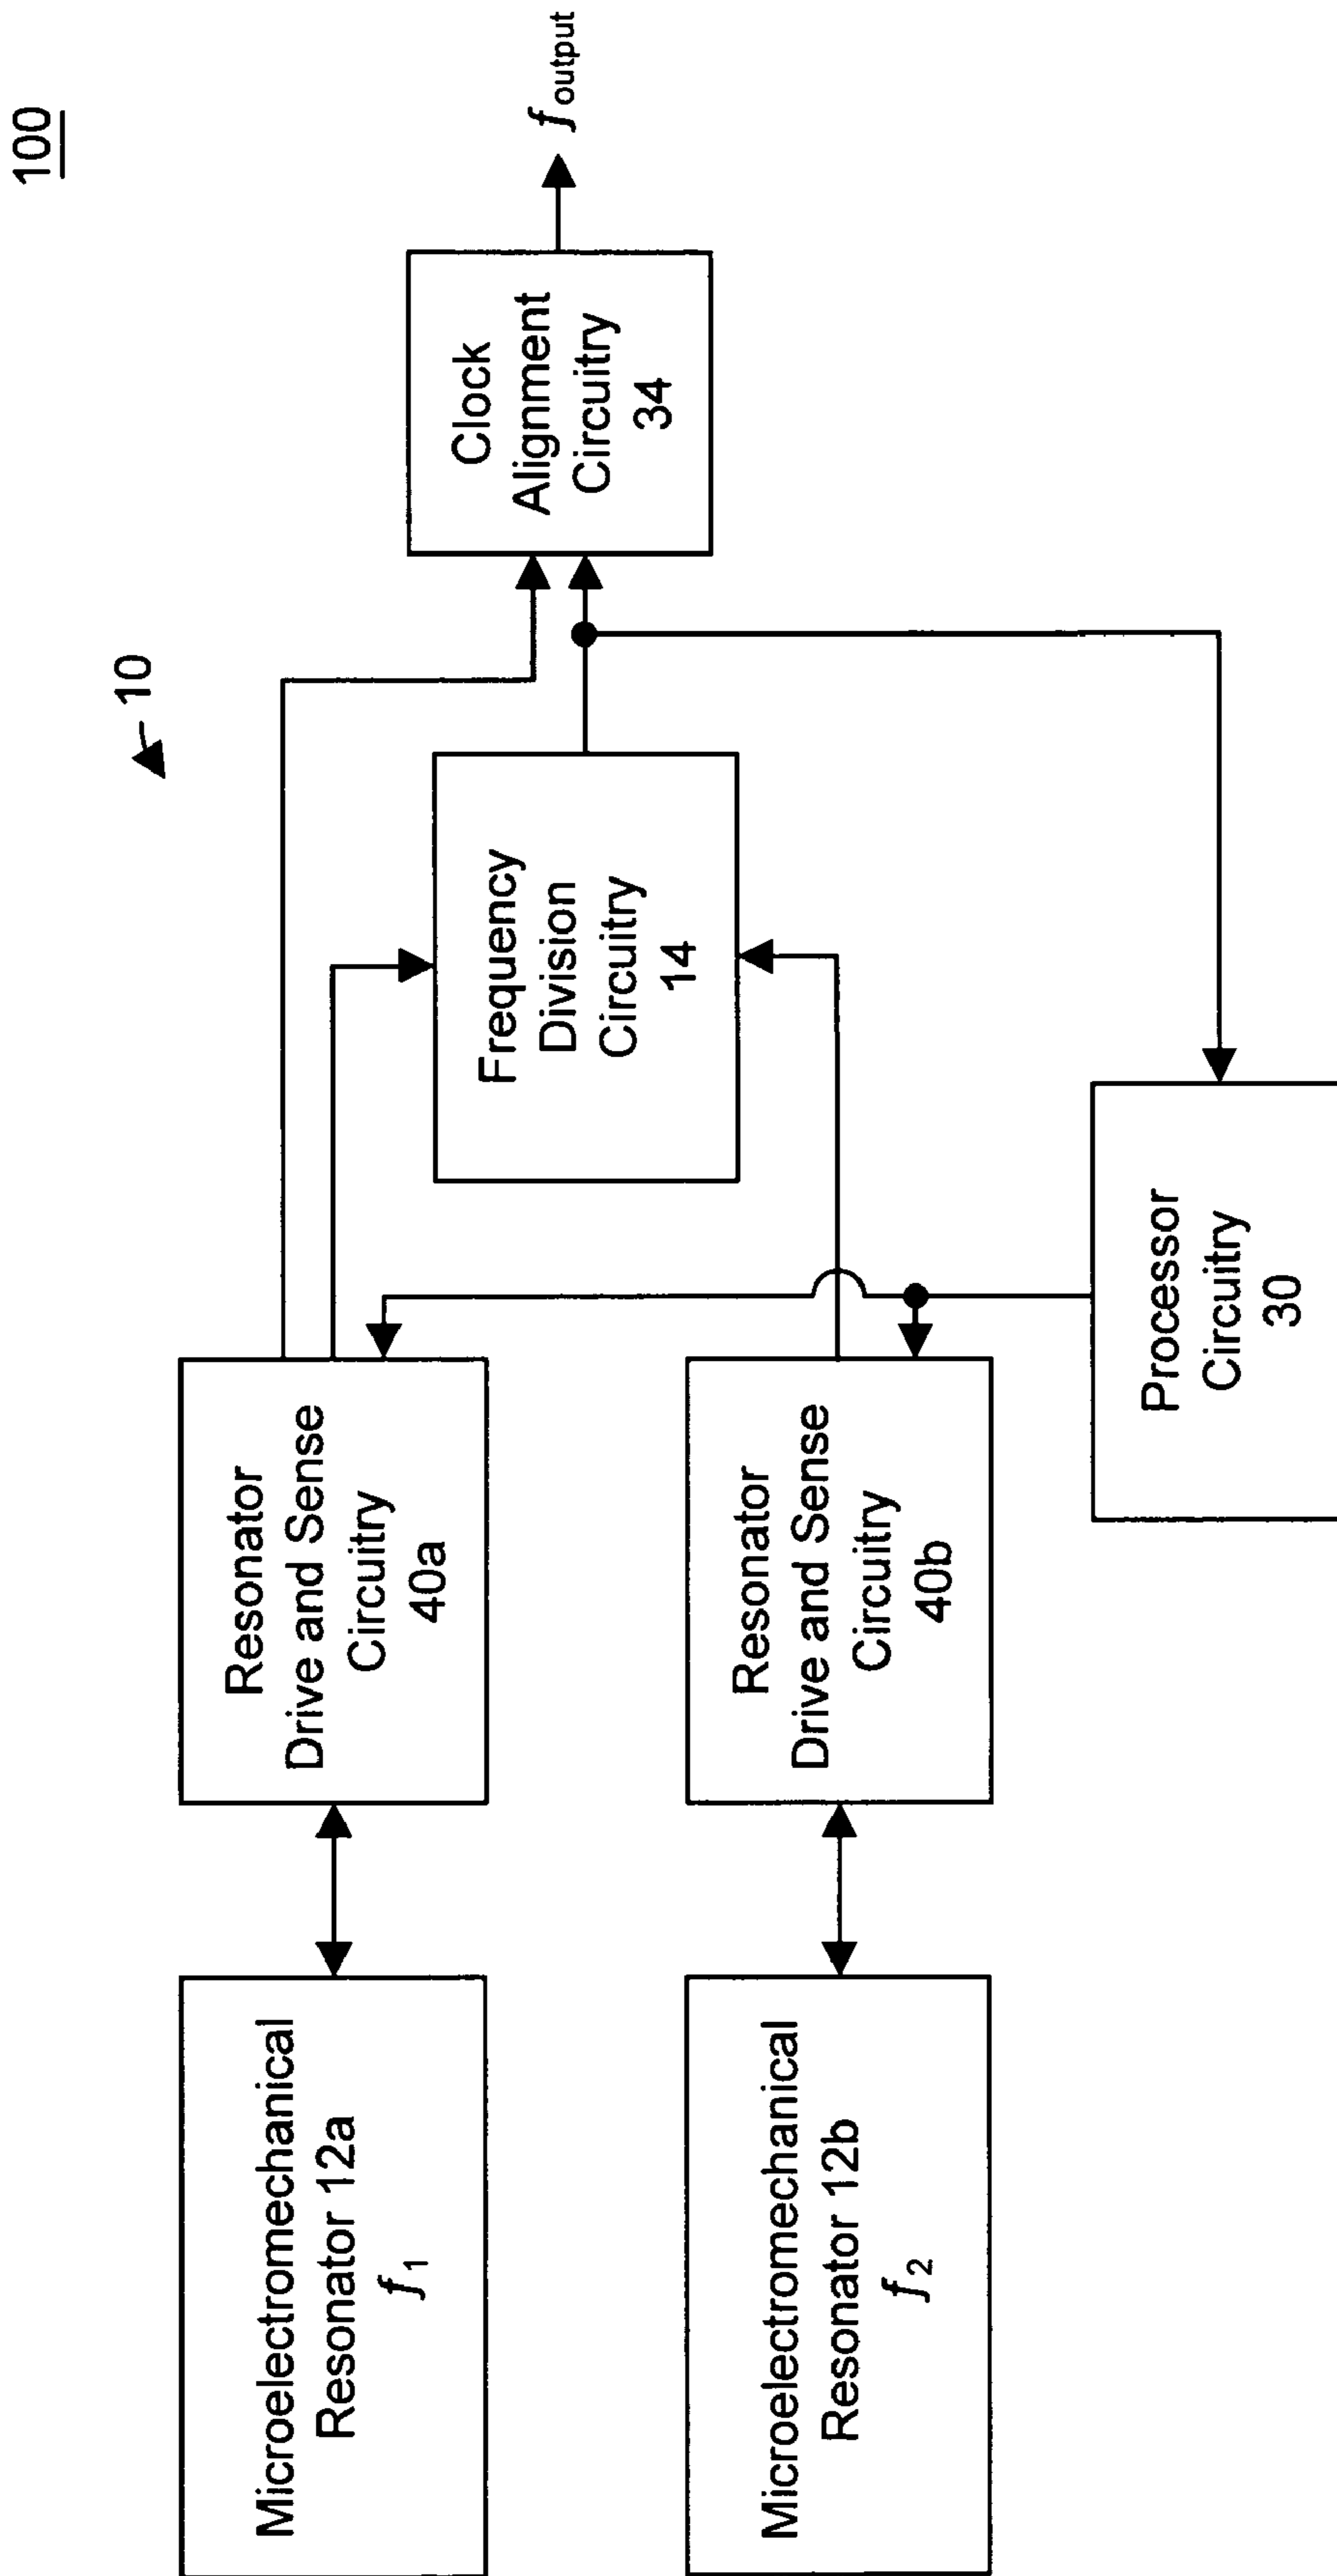 100
10
Microelectromechanical
Resonator 12a
f1
Resonator
Drive and Sense
Circuitry
40a
Frequency
Division
Circuitry
14
Clock
Alignment
Circuitry
34
f output
Microelectromechanical
Resonator 12b
f2
Resonator
Drive and Sense
Circuitry
40b
Processor
Circuitry
30